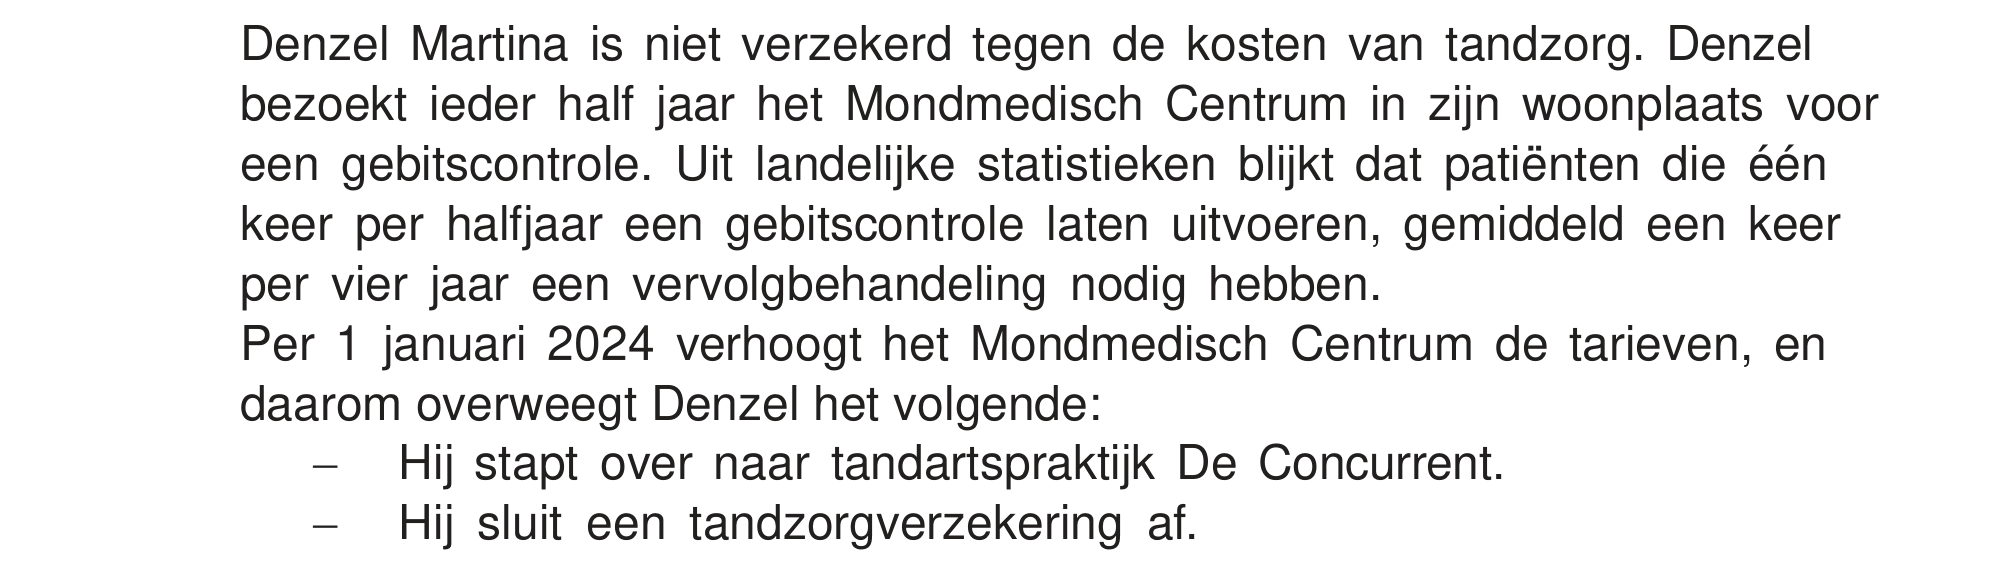 Denzel Martina is niet verzekerd tegen de kosten van tandzorg. Denzel
bezoekt ieder half jaar het Mondmedisch Centrum in zijn woonplaats voor
een gebitscontrole. Uit landelijke statistieken blijkt dat patiënten die één
keer per halfjaar een gebitscontrole laten uitvoeren, gemiddeld een keer
per vier jaar een vervolgbehandeling nodig hebben.
Per 1 januari 2024 verhoogt het Mondmedisch Centrum de tarieven, en
daarom overweegt Denzel het volgende:
– Hij stapt over naar tandartspraktijk De Concurrent.
– Hij sluit een tandzorgverzekering af.